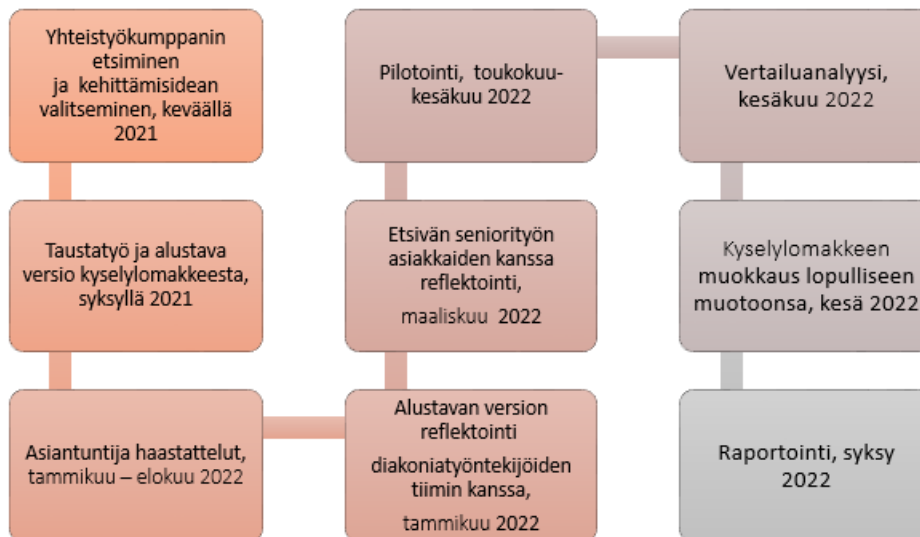 Yhteistyökumppanin
etsiminen
ja kehittämisidean
valitseminen, keväällä
2021
Taustatyö ja alustava
versio kyselylomakkeesta,
syksyllä 2021
Asiantuntija haastattelut,
tammikuu – elokuu 2022
Alustavan version
reflektointi
diakoniatyöntekijöiden
tiimin kanssa,
tammikuu 2022
Etsivän seniorityön
asiakkaiden kanssa
reflektointi,
maaliskuu 2022
Pilotointi, toukokuu-
kesäkuu 2022
Vertailuanalyysi,
kesäkuu 2022
Kyselylomakkeen
muokkaus lopulliseen
muotoonsa, kesä 2022
Raportointi, syksy
2022